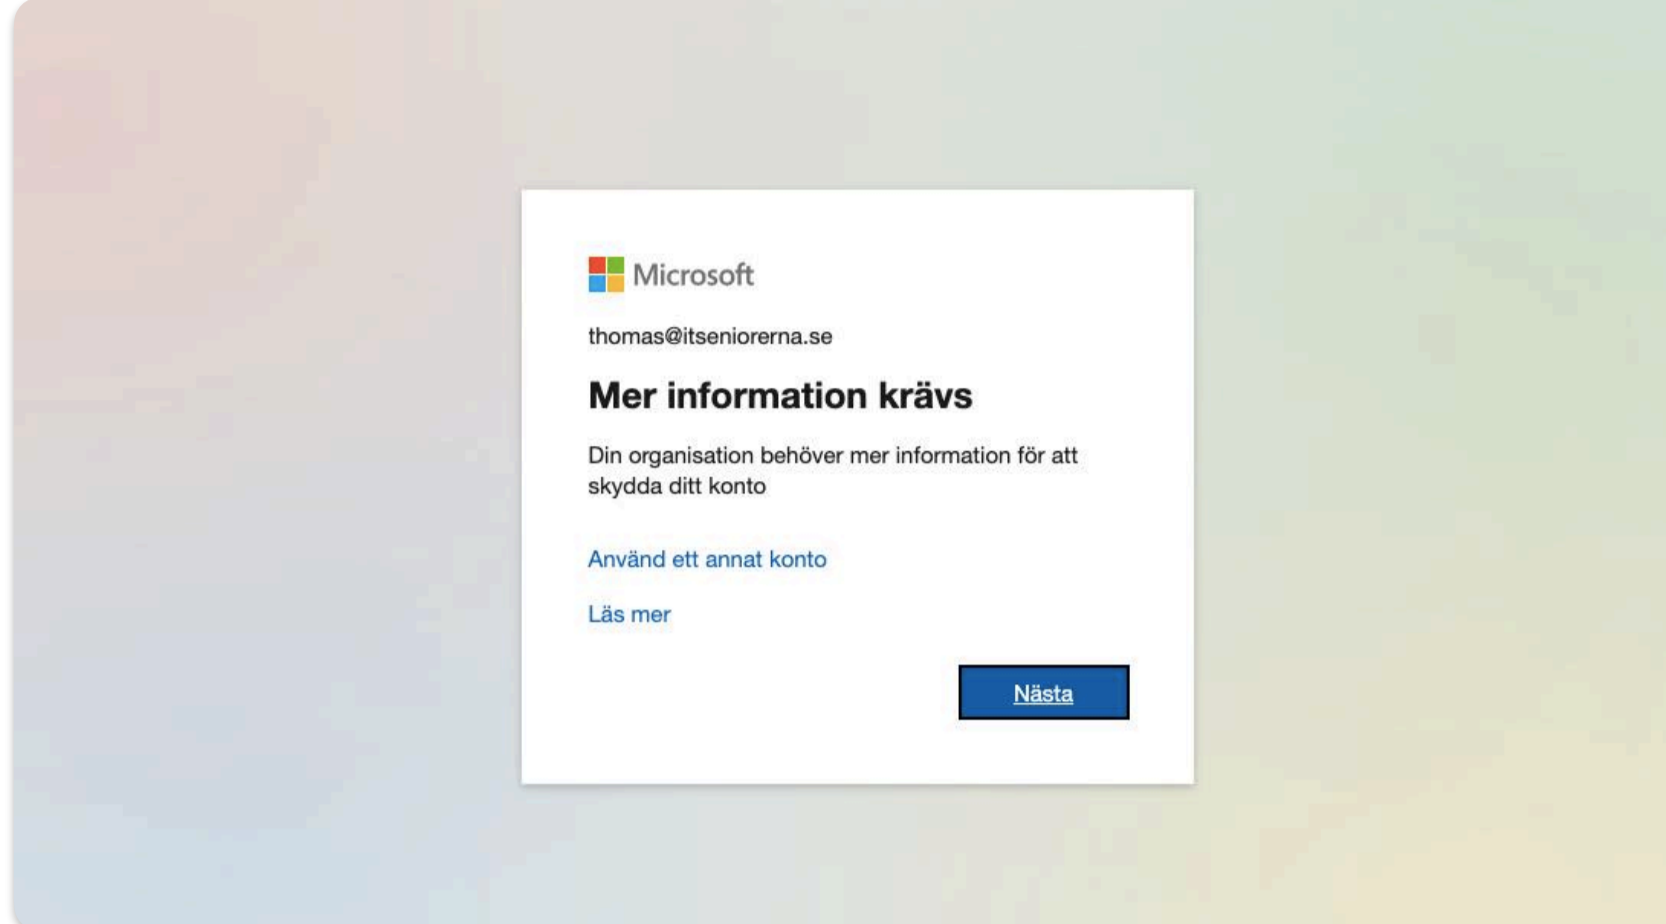 Microsoft
thomas@itseniorerna.se
Mer information krävs
Din organisation behöver mer information för att
skydda ditt konto
Använd ett annat konto
Läs mer
Nästa